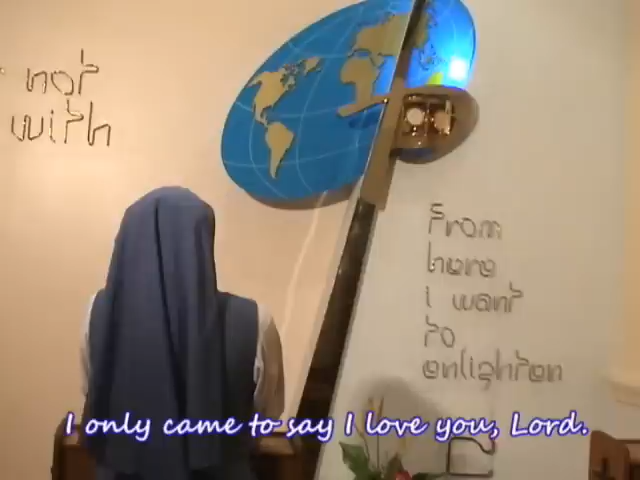 not
with
From
here
i want
to
enlighten
I only came to say I love you, Lord.